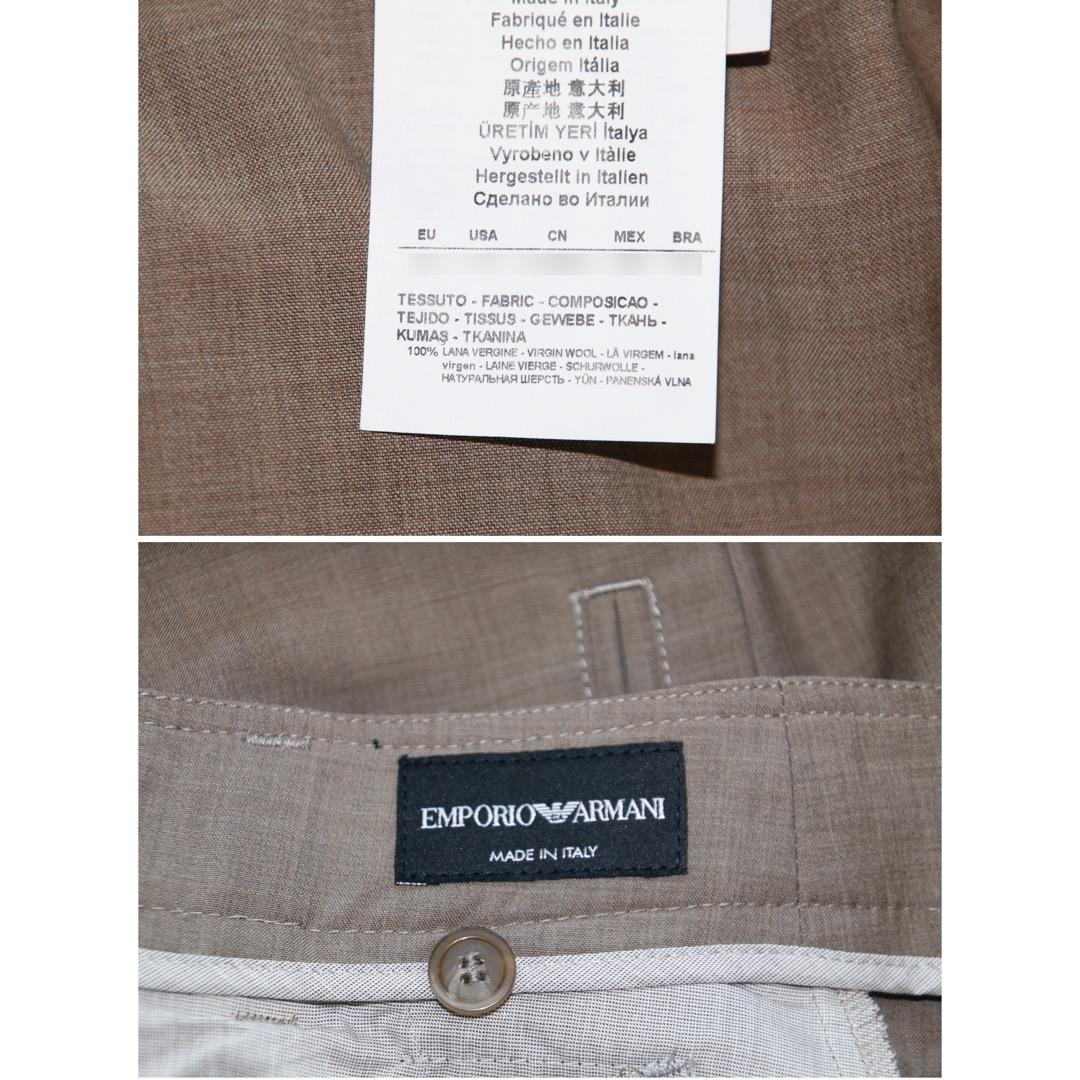 Made in Italy
Fabriqué en Italie
Hecho en Italia
Origem Itália
原產地 意大利
原产地 意大利
ÜRETİM YERİ İtalya
Vyrobeno v Itàlie
Hergestellt in Italien
Сделано во Италии
EU USA CN MEX BRA
TESSUTO - FABRIC - COMPOSICAO -
TEJIDO - TISSUS - GEWEBE - ТКАНЬ -
KUMAŞ - TKANINA
100% LANA VERGINE - VIRGIN WOOL - LÃ VIRGEM - lana
virgen - LAINE VIERGE - SCHURWOLLE -
НАТУРАЛЬНАЯ ШЕРСТЬ - YÜN - PANENSKÁ VLNA
EMPORIO ARMANI
MADE IN ITALY